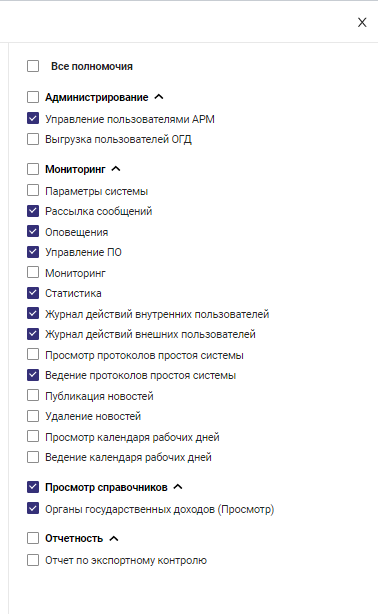 Все полномочия
Администрирование
Управление пользователями АРМ
Выгрузка пользователей ОГД
Мониторинг
Параметры системы
Рассылка сообщений
Оповещения
Управление ПО
Мониторинг
Статистика
Журнал действий внутренних пользователей
Журнал действий внешних пользователей
Просмотр протоколов простоя системы
Ведение протоколов простоя системы
Публикация новостей
Удаление новостей
Просмотр календаря рабочих дней
Ведение календаря рабочих дней
Просмотр справочников
Органы государственных доходов (Просмотр)
Отчетность
Отчет по экспортному контролю